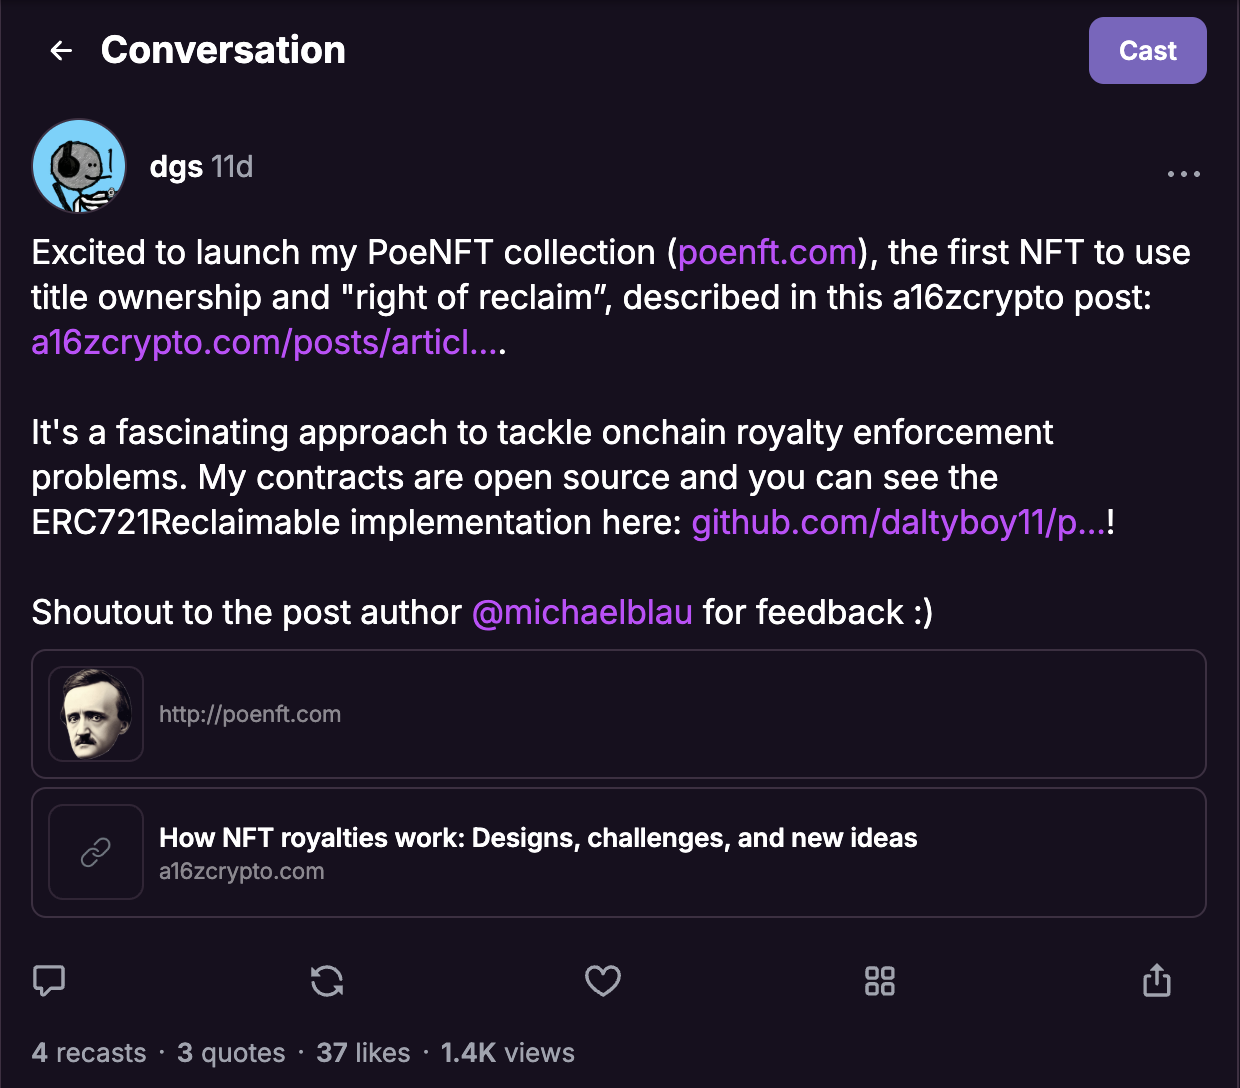 Conversation
Cast
dgs 11d
Excited to launch my PoeNFT collection (poenft.com), the first NFT to use
title ownership and "right of reclaim”, described in this a16zcrypto post:
a16zcrypto.com/posts/articl....
It's a fascinating approach to tackle onchain royalty enforcement
problems. My contracts are open source and you can see the
ERC721Reclaimable implementation here: github.com/daltyboy11/p...!
Shoutout to the post author @michaelblau for feedback :)
http://poenft.com
How NFT royalties work: Designs, challenges, and new ideas
a16zcrypto.com
4 recasts · 3 quotes · 37 likes · 1.4K views